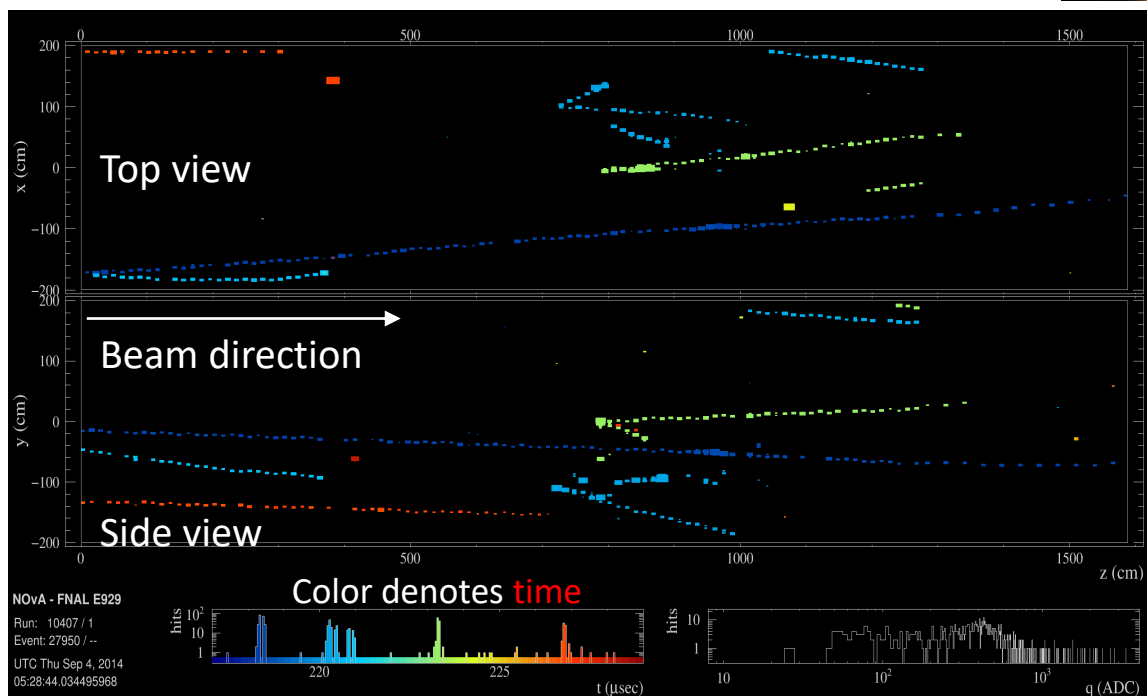 0 500 1000 1500
200
100
0
−100
−200
x (cm)
Top view
200
100
0
−100
−200
y (cm)
Beam direction
Side view
0 500 1000 1500
z (cm)
Color denotes time
NOvA - FNAL E929
Run: 10407 / 1
Event: 27950 / --
UTC Thu Sep 4, 2014
05:28:44.034495968
hits
10²
10
1
220 225
t (μsec)
hits
10
1
10 10² 10³
q (ADC)